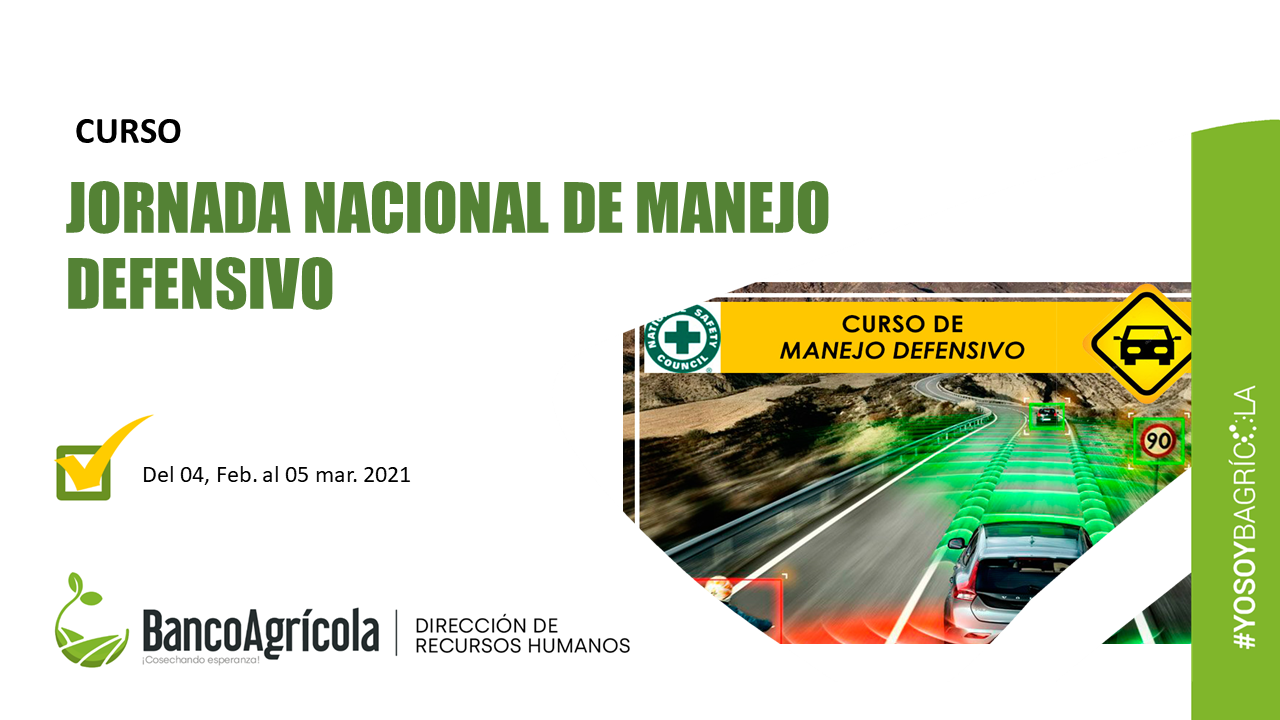 CURSO
JORNADA NACIONAL DE MANEJO
DEFENSIVO
NATIONAL SAFETY
COUNCIL
®
CURSO DE
MANEJO DEFENSIVO
90
Del 04, Feb. al 05 mar. 2021
BancoAgrícola
¡Cosechando esperanza!
DIRECCIÓN DE
RECURSOS HUMANOS
#YOSOYBAGRÍCOLA